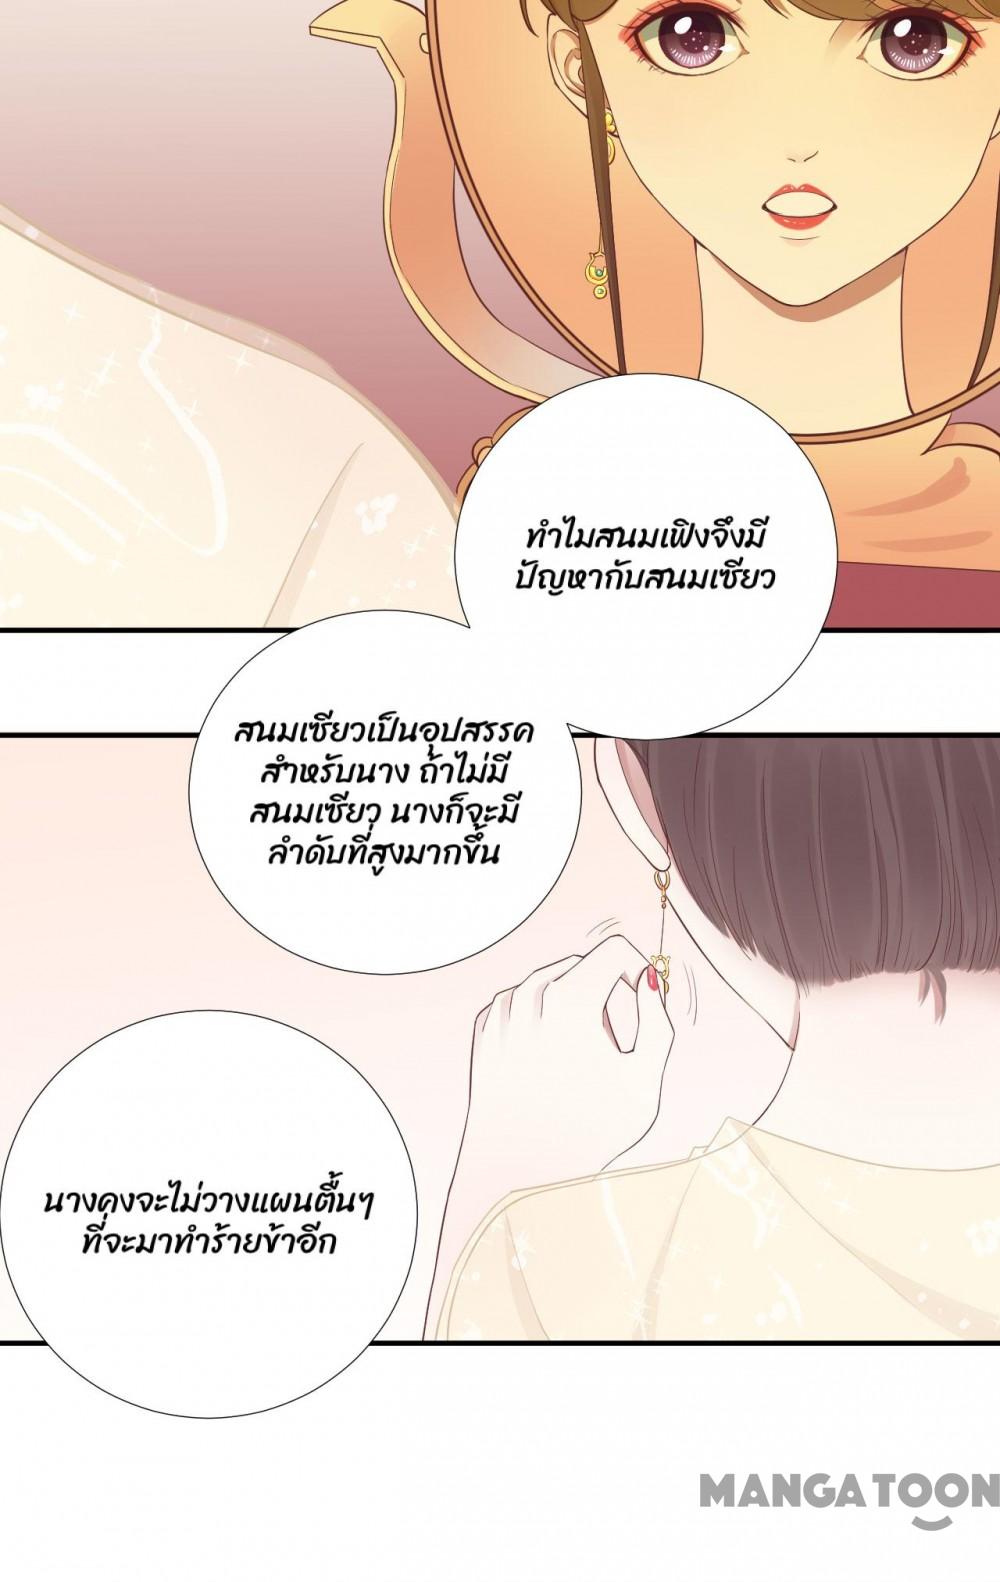 ทำไมสนมเฟิงจึงมี
ปัญหากับสนมเซียว
สนมเซียวเป็นอุปสรรค
สำหรับนาง ถ้าไม่มี
สนมเซียว นางก็จะมี
ลำดับที่สูงมากขึ้น
นางคงจะไม่วางแผนตื้นๆ
ที่จะมาทำร้ายข้าอีก
MANGATOON